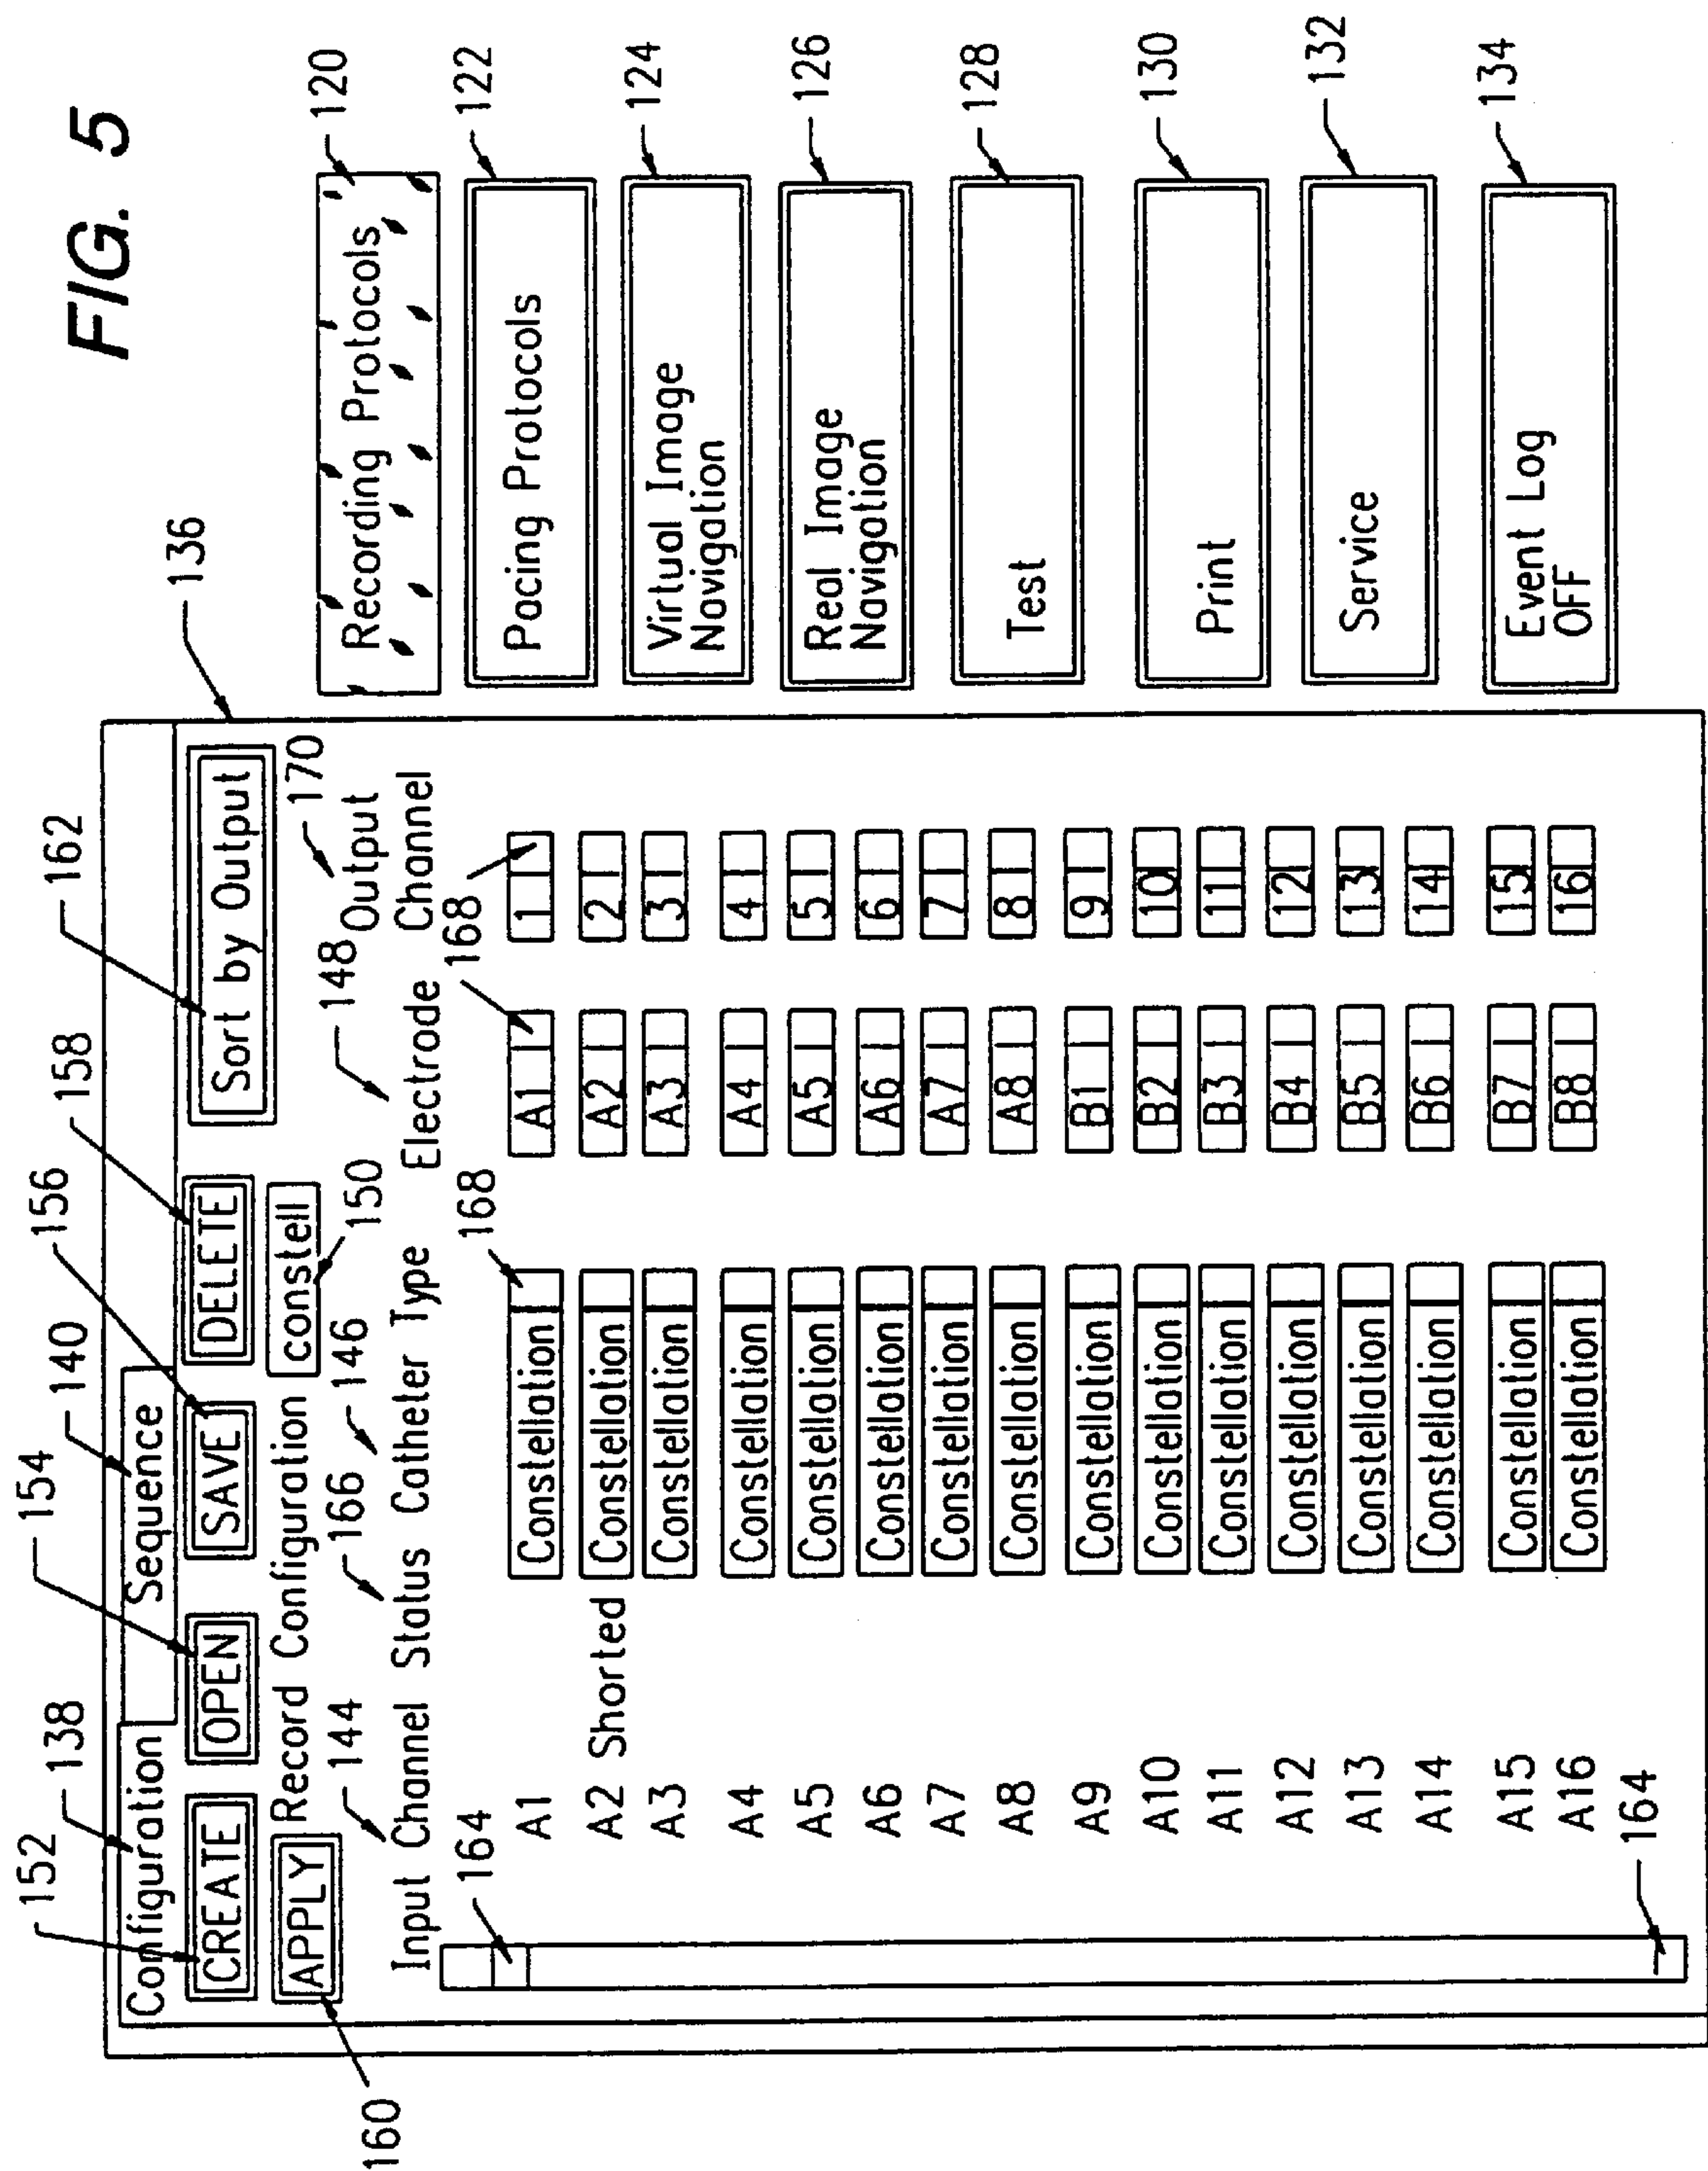 FIG. 5
152
138
154
140
156
158
162
136
Configuration
Sequence
CREATE
OPEN
SAVE
DELETE
Sort by Output
160
APPLY
Record Configuration
constell
150
144
166
146
148
170
Input Channel
Status
Catheter Type
Electrode
Output
Channel
164
168
168
A1 Constellation A1 1
A2 Shorted Constellation A2 2
A3 Constellation A3 3
A4 Constellation A4 4
A5 Constellation A5 5
A6 Constellation A6 6
A7 Constellation A7 7
A8 Constellation A8 8
A9 Constellation B1 9
A10 Constellation B2 10
A11 Constellation B3 11
A12 Constellation B4 12
A13 Constellation B5 13
A14 Constellation B6 14
A15 Constellation B7 15
A16 Constellation B8 16
164
Recording Protocols
120
Pacing Protocols
122
Virtual Image
Navigation
124
Real Image
Navigation
126
Test
128
Print
130
Service
132
Event Log
OFF
134